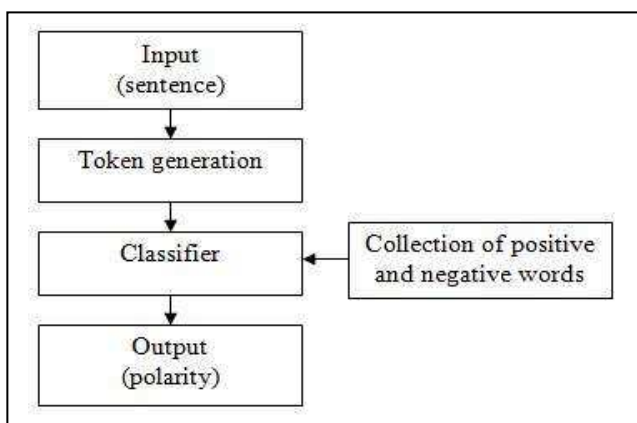 Input
(sentence)
Token generation
Classifier
Collection of positive
and negative words
Output
(polarity)